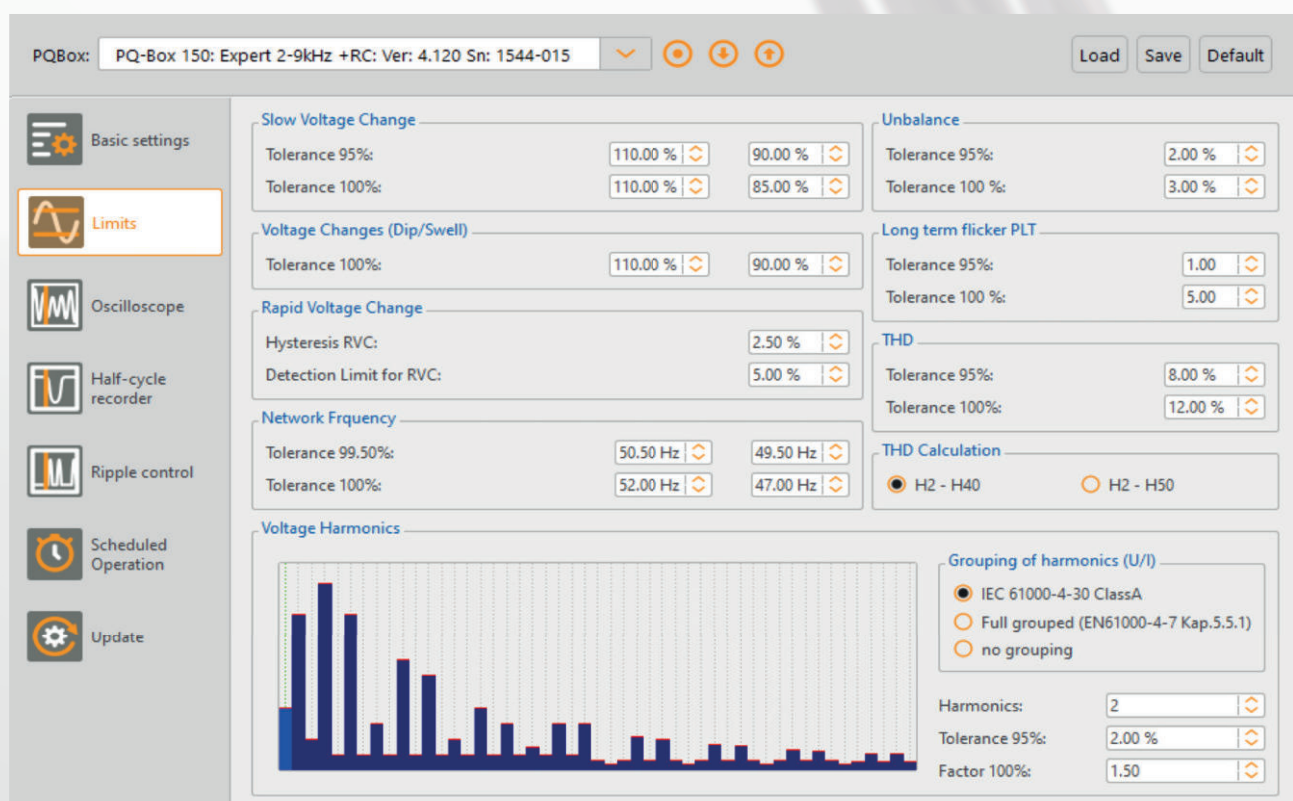 PQBox: PQ-Box 150: Expert 2-9kHz +RC: Ver: 4.120 Sn: 1544-015 Load Save Default
Basic settings
Limits
Oscilloscope
Half-cycle
recorder
Ripple control
Scheduled
Operation
Update
Slow Voltage Change
Tolerance 95%: 110.00 % 90.00 %
Tolerance 100%: 110.00 % 85.00 %
Voltage Changes (Dip/Swell)
Tolerance 100%: 110.00 % 90.00 %
Rapid Voltage Change
Hysteresis RVC: 2.50 %
Detection Limit for RVC: 5.00 %
Network Frquency
Tolerance 99.50%: 50.50 Hz 49.50 Hz
Tolerance 100%: 52.00 Hz 47.00 Hz
Unbalance
Tolerance 95%: 2.00 %
Tolerance 100 %: 3.00 %
Long term flicker PLT
Tolerance 95%: 1.00
Tolerance 100 %: 5.00
THD
Tolerance 95%: 8.00 %
Tolerance 100%: 12.00 %
THD Calculation
H2 - H40 H2 - H50
Voltage Harmonics
Grouping of harmonics (U/I)
IEC 61000-4-30 ClassA
Full grouped (EN61000-4-7 Kap.5.5.1)
no grouping
Harmonics: 2
Tolerance 95%: 2.00 %
Factor 100%: 1.50